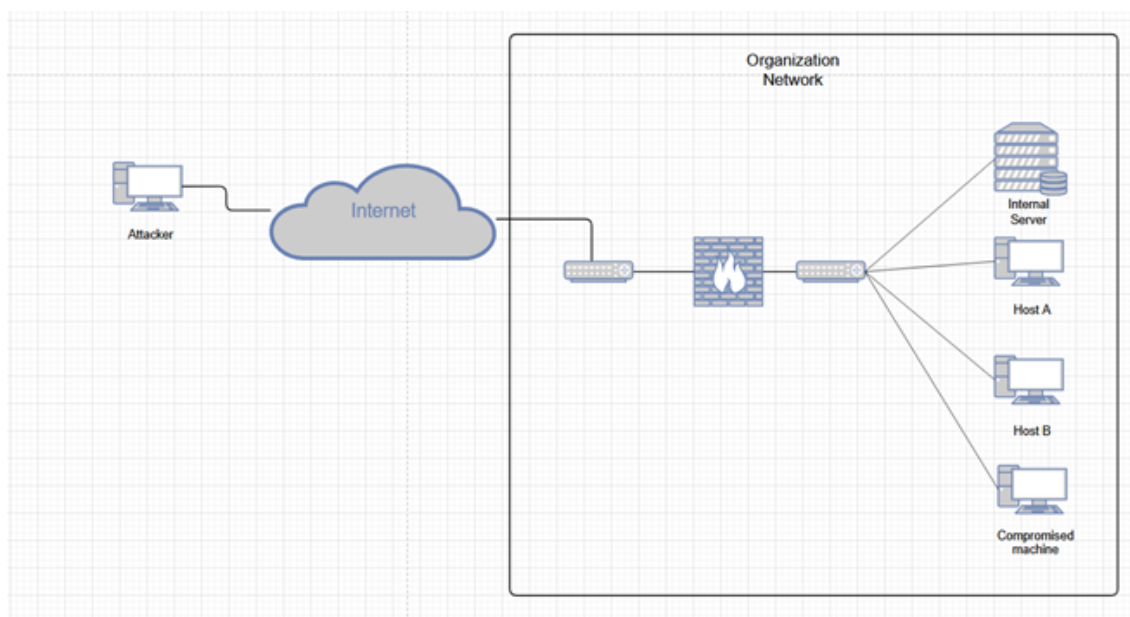 Organization
Network
Attacker
Internet
Internal
Server
Host A
Host B
Compromised
machine